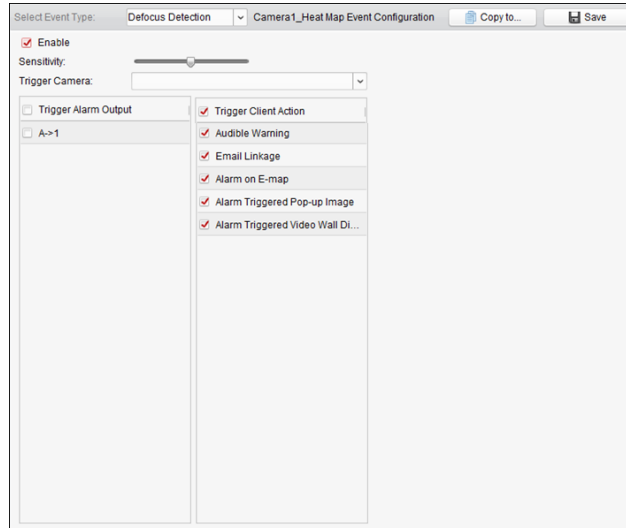 Select Event Type: Defocus Detection Camera1_Heat Map Event Configuration Copy to... Save
Enable
Sensitivity:
Trigger Camera:
Trigger Alarm Output Trigger Client Action
A->1 Audible Warning
Email Linkage
Alarm on E-map
Alarm Triggered Pop-up Image
Alarm Triggered Video Wall Di...